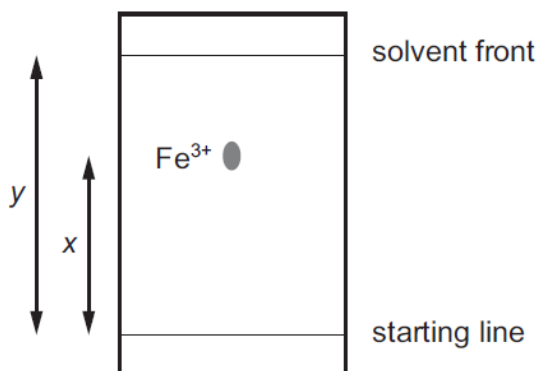 solvent front
Fe³⁺
y
x
starting line